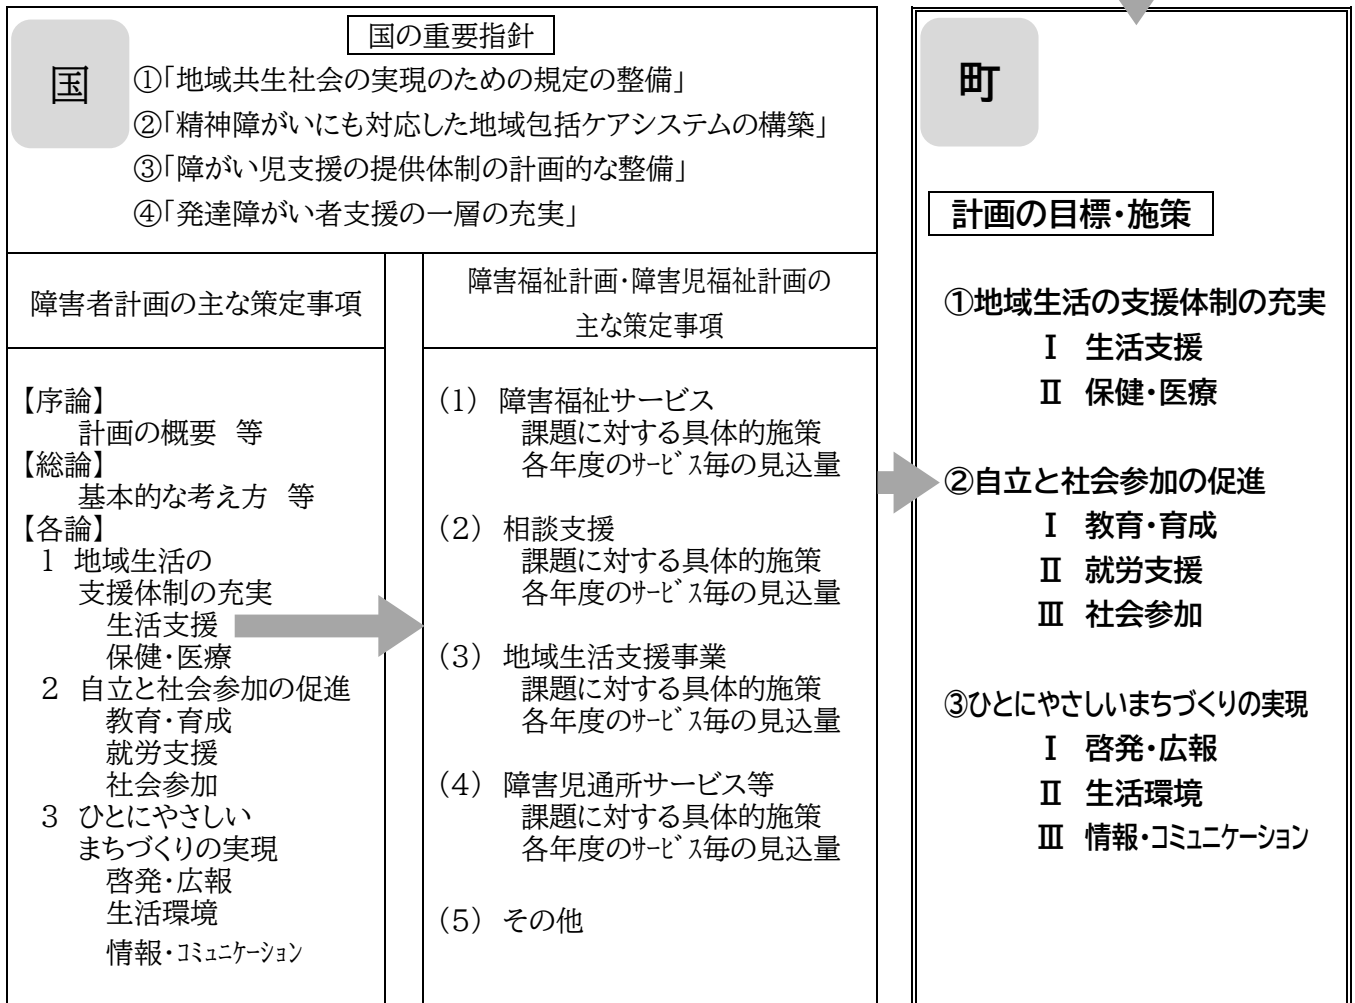 国
国の重要指針
①「地域共生社会の実現のための規定の整備」
②「精神障がいにも対応した地域包括ケアシステムの構築」
③「障がい児支援の提供体制の計画的な整備」
④「発達障がい者支援の一層の充実」
障害者計画の主な策定事項
【序論】
計画の概要 等
【総論】
基本的な考え方 等
【各論】
1 地域生活の
支援体制の充実
生活支援
保健・医療
2 自立と社会参加の促進
教育・育成
就労支援
社会参加
3 ひとにやさしい
まちづくりの実現
啓発・広報
生活環境
情報・コミュニケーション
障害福祉計画・障害児福祉計画の
主な策定事項
(1) 障害福祉サービス
課題に対する具体的施策
各年度のサービス毎の見込量
(2) 相談支援
課題に対する具体的施策
各年度のサービス毎の見込量
(3) 地域生活支援事業
課題に対する具体的施策
各年度のサービス毎の見込量
(4) 障害児通所サービス等
課題に対する具体的施策
各年度のサービス毎の見込量
(5) その他
町
計画の目標・施策
①地域生活の支援体制の充実
Ⅰ 生活支援
Ⅱ 保健・医療
②自立と社会参加の促進
Ⅰ 教育・育成
Ⅱ 就労支援
Ⅲ 社会参加
③ひとにやさしいまちづくりの実現
Ⅰ 啓発・広報
Ⅱ 生活環境
Ⅲ 情報・コミュニケーション